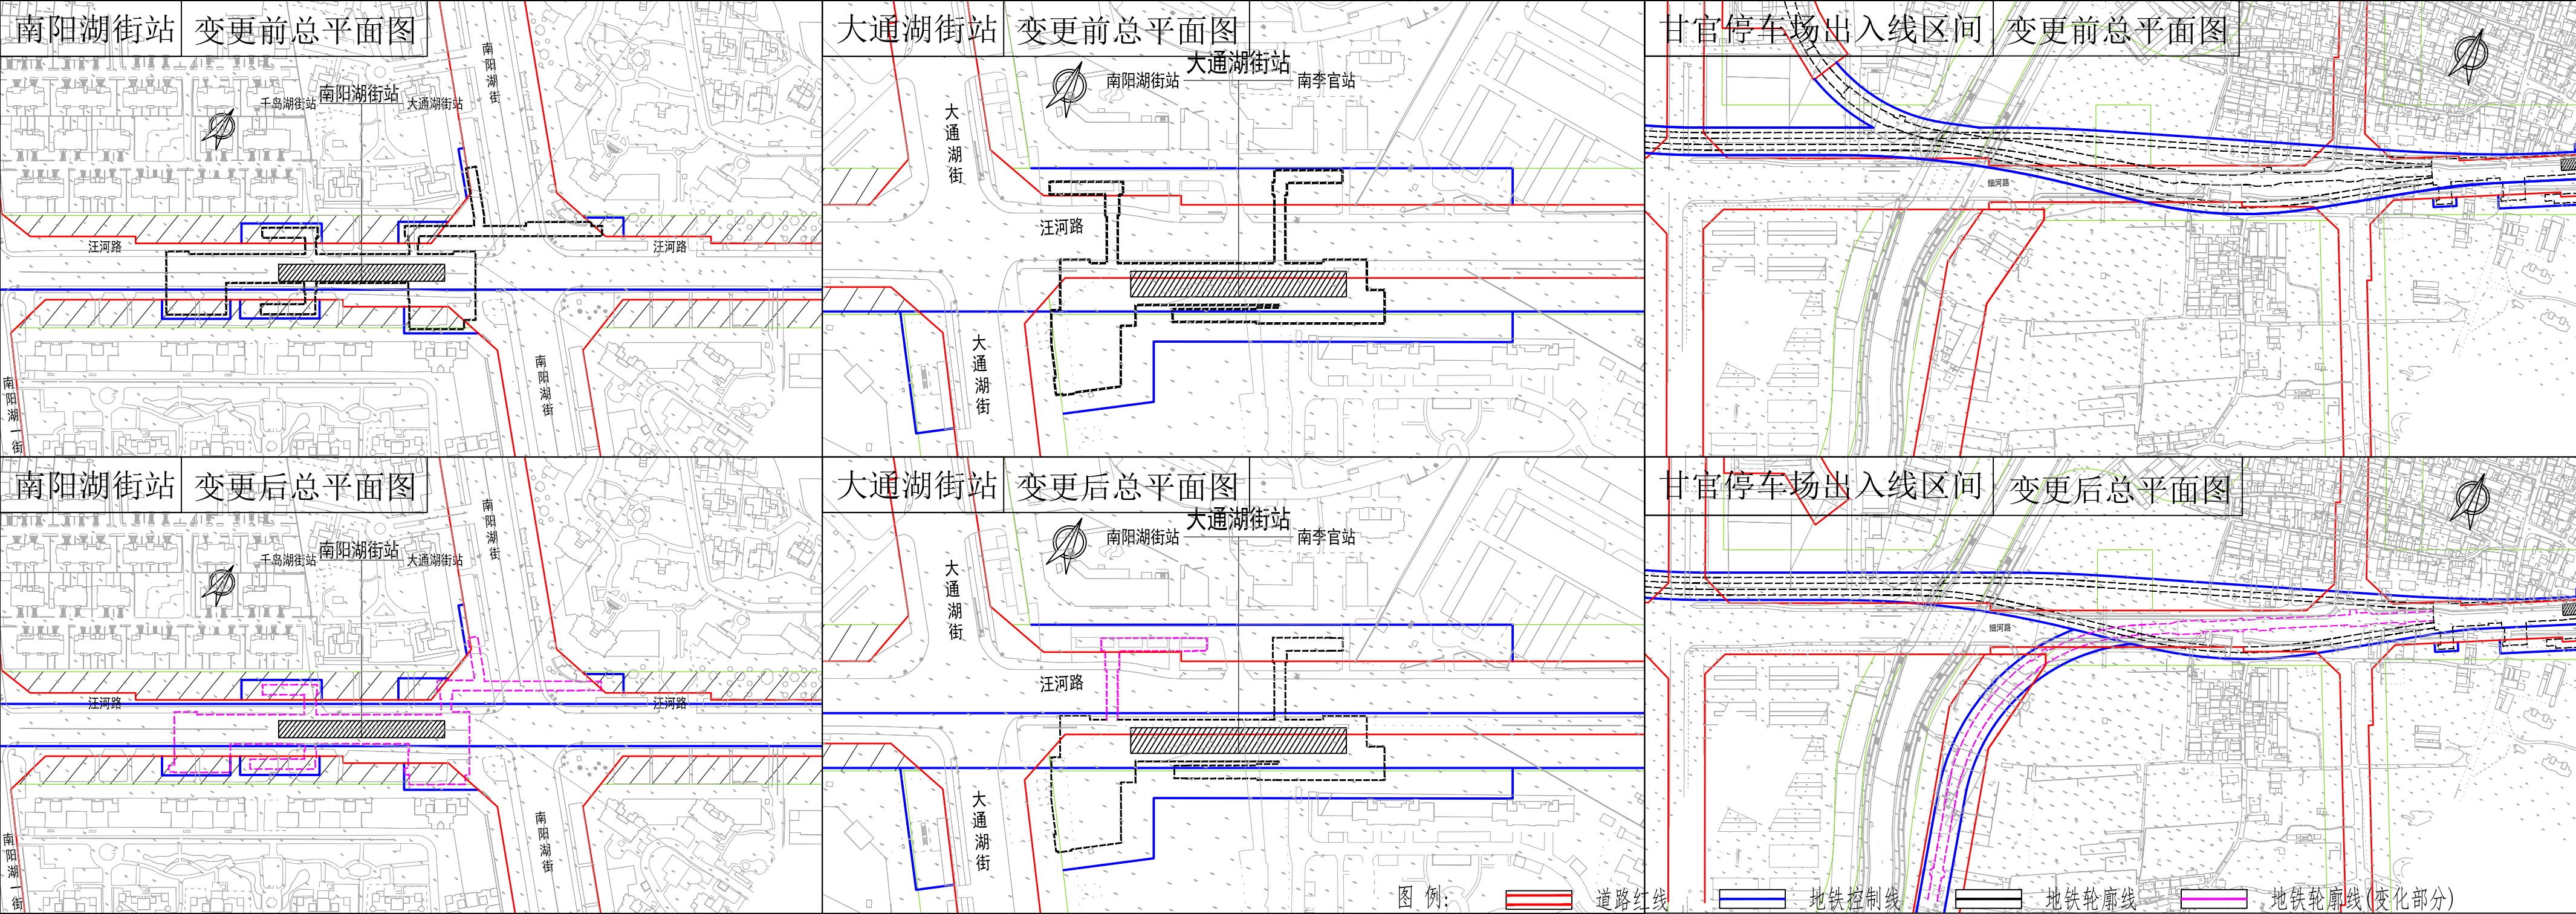 南阳湖街站 变更前总平面图
南阳湖街
千岛湖街站 南阳湖街站 大通湖街站
汪河路
汪河路
南阳湖一街
南阳湖街
大通湖街站 变更前总平面图
南阳湖街站 大通湖街站 南李官站
大通湖街
汪河路
大通湖街
甘官停车场出入线区间 变更前总平面图
细河路
南阳湖街站 变更后总平面图
南阳湖街
千岛湖街站 南阳湖街站 大通湖街站
汪河路
汪河路
南阳湖一街
南阳湖街
大通湖街站 变更后总平面图
南阳湖街站 大通湖街站 南李官站
大通湖街
汪河路
大通湖街
甘官停车场出入线区间 变更后总平面图
细河路
图 例: 道路红线 地铁控制线 地铁轮廓线 地铁轮廓线(变化部分)